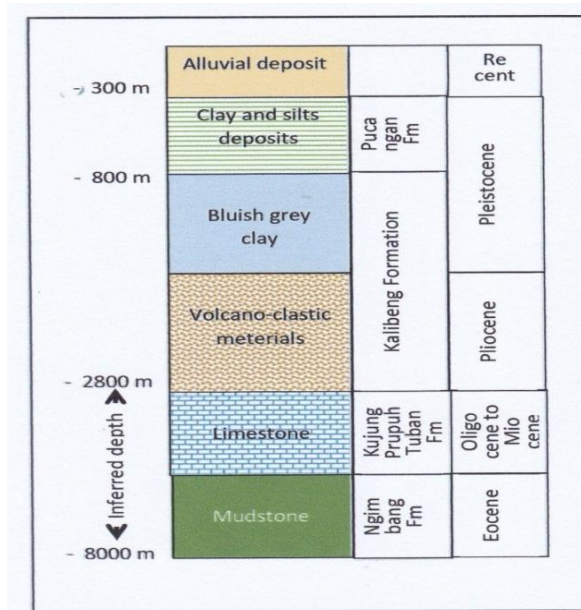 Alluvial deposit
Re
cent
- 300 m
Clay and silts
deposits
Puca
ngan
Fm
Pleistocene
- 800 m
Bluish grey
clay
Kalibeng Formation
Volcano-clastic
meterials
Pliocene
- 2800 m
Inferred depth
Limestone
Kujung
Prupuh
Tuban
Fm
Oligo
cene to
Mio
cene
Mudstone
Ngim
bang
Fm
Eocene
- 8000 m